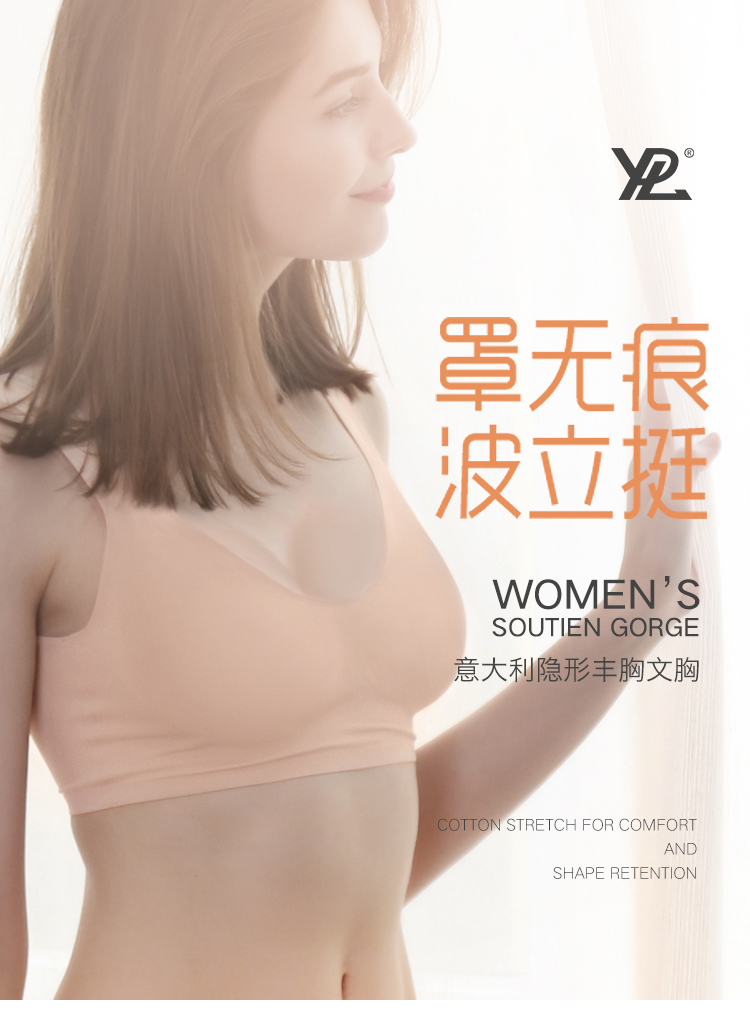 YPL®
罩无痕
波立挺
WOMEN'S
SOUTIEN GORGE
意大利隐形丰胸文胸
COTTON STRETCH FOR COMFORT
AND
SHAPE RETENTION